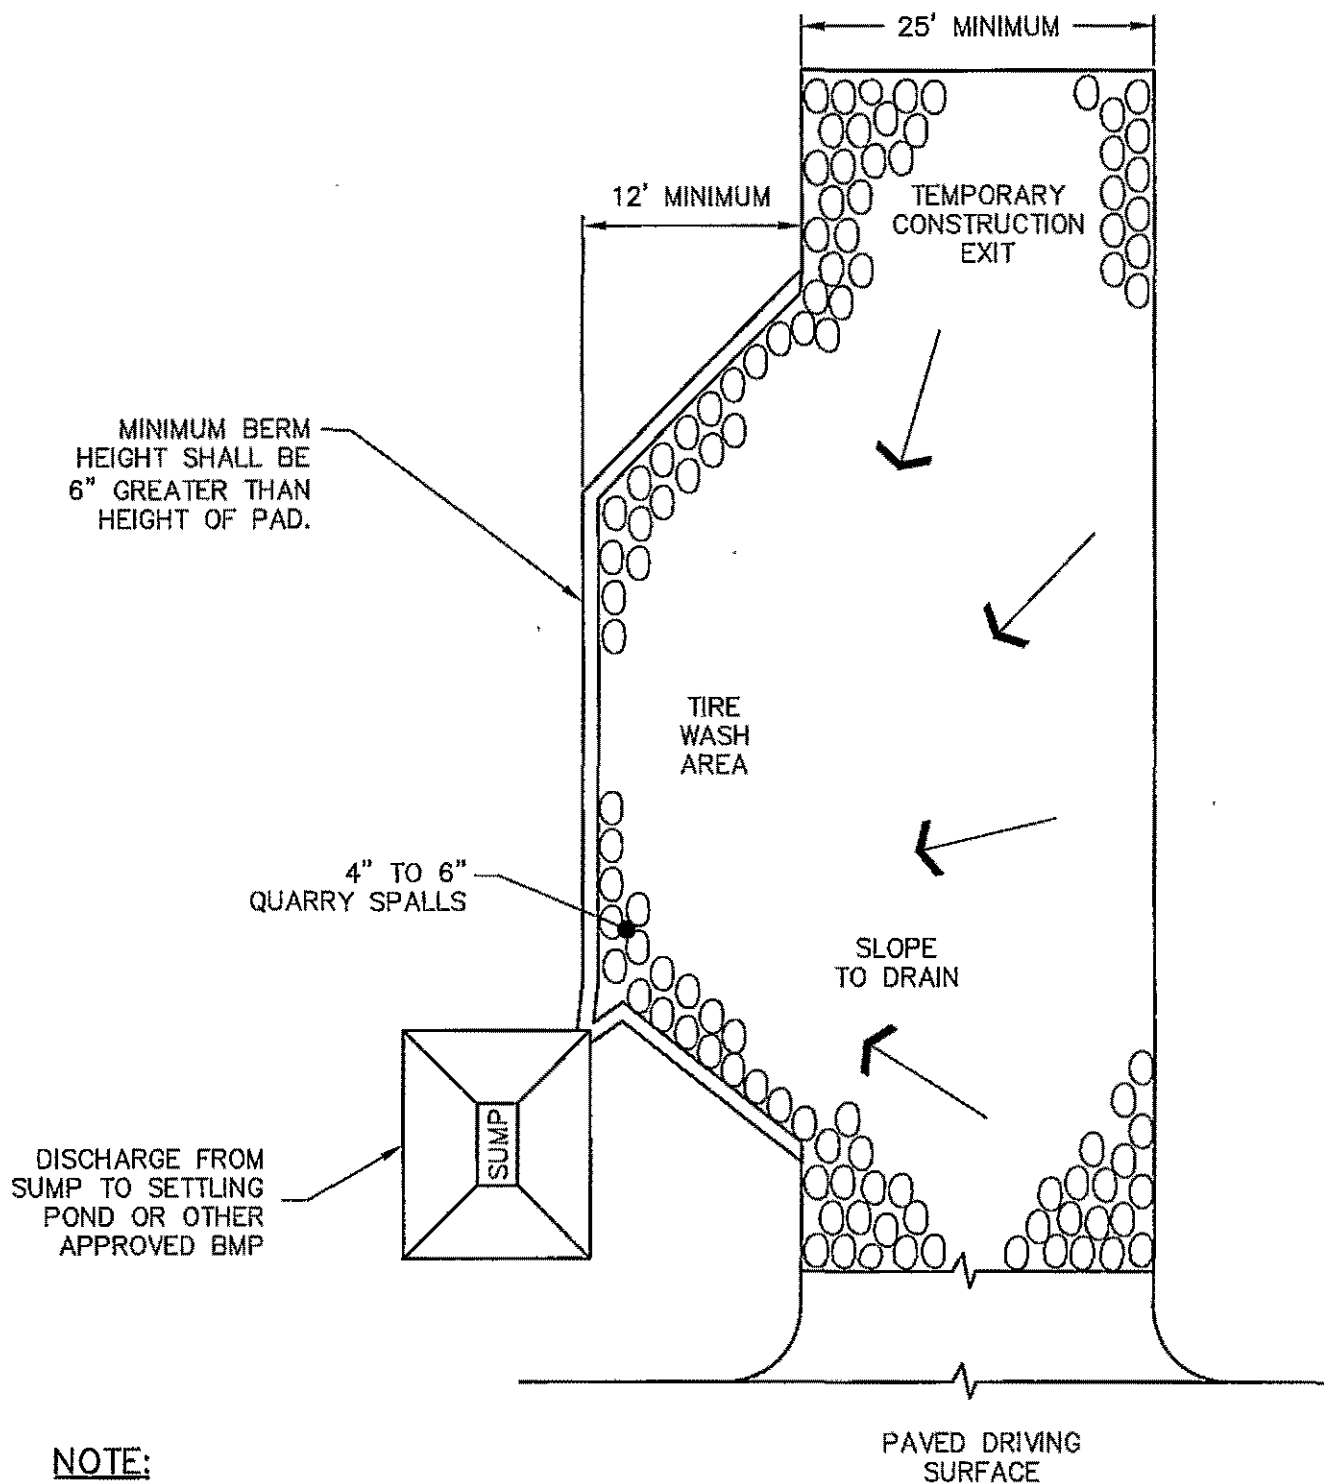 25' MINIMUM
12' MINIMUM
TEMPORARY
CONSTRUCTION
EXIT
MINIMUM BERM
HEIGHT SHALL BE
6" GREATER THAN
HEIGHT OF PAD.
TIRE
WASH
AREA
4" TO 6"
QUARRY SPALLS
SLOPE
TO DRAIN
SUMP
DISCHARGE FROM
SUMP TO SETTLING
POND OR OTHER
APPROVED BMP
PAVED DRIVING
SURFACE
NOTE: